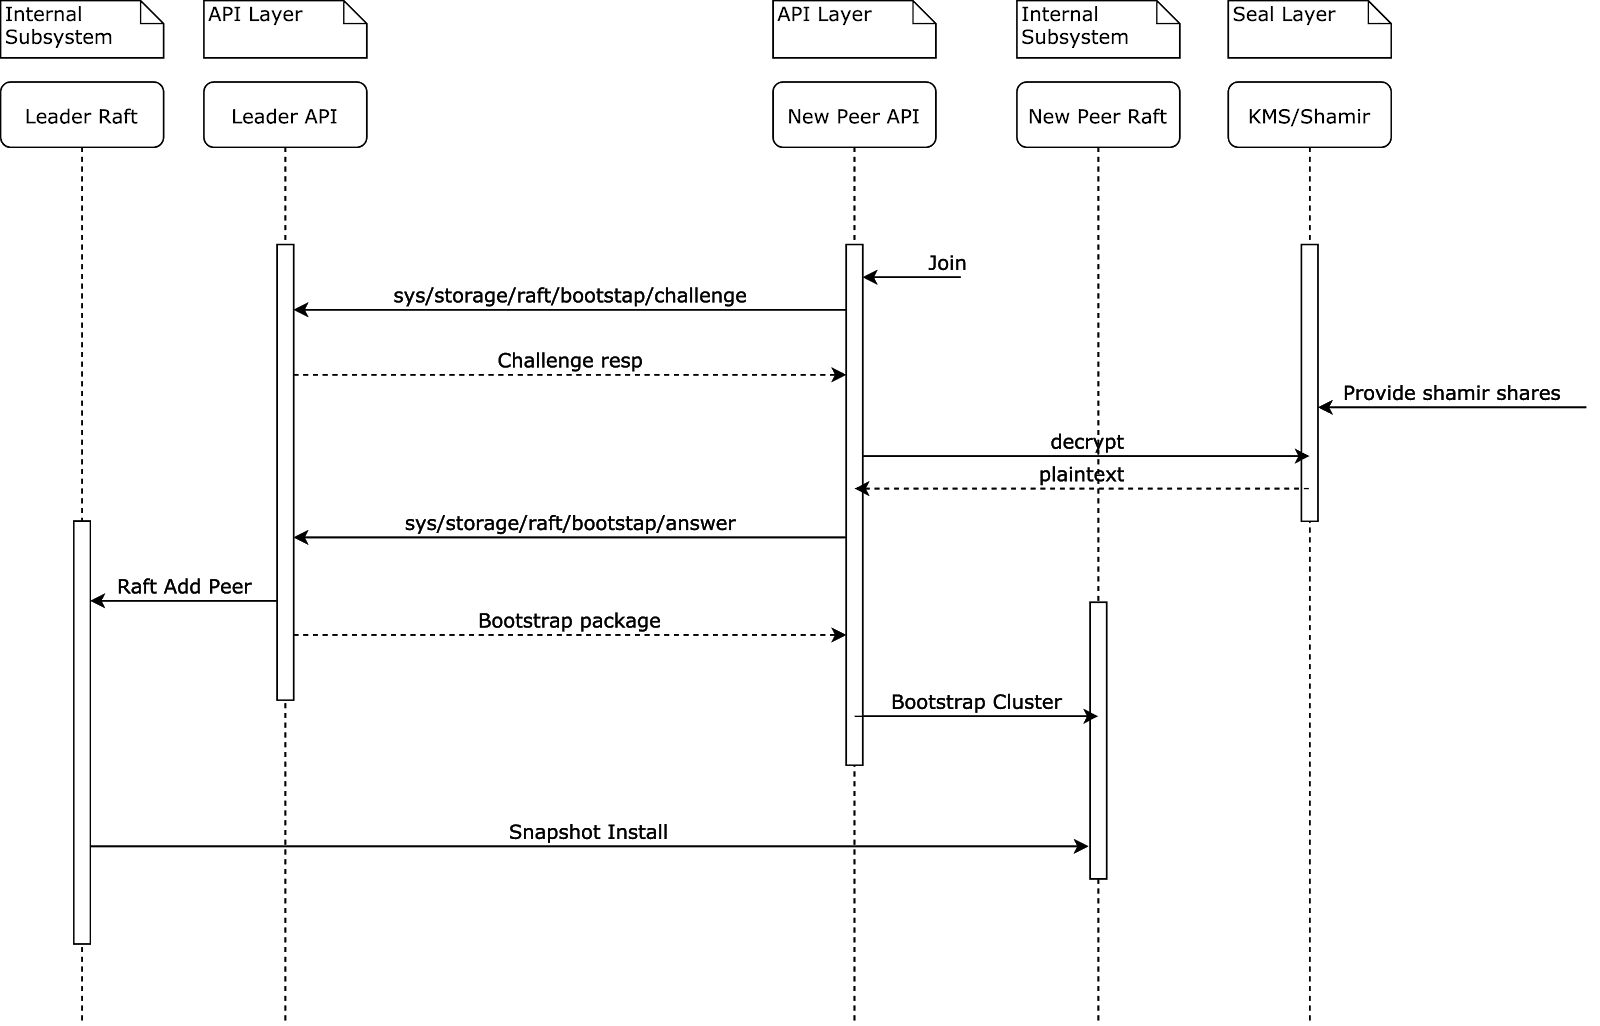 Internal
Subsystem
API Layer
API Layer
Internal
Subsystem
Seal Layer
Leader Raft
Leader API
New Peer API
New Peer Raft
KMS/Shamir
Join
sys/storage/raft/bootstap/challenge
Challenge resp
Provide shamir shares
decrypt
plaintext
sys/storage/raft/bootstap/answer
Raft Add Peer
Bootstrap package
Bootstrap Cluster
Snapshot Install